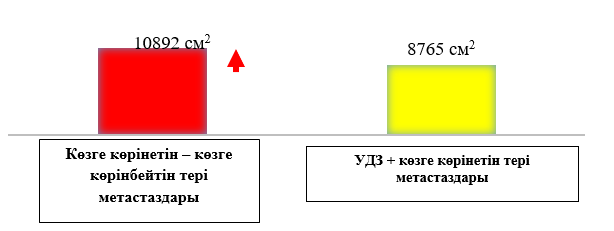 10892 см²
8765 см²
Көзге көрінетін – көзге
көрінбейтін тері
метастаздары
УДЗ + көзге көрінетін тері
метастаздары